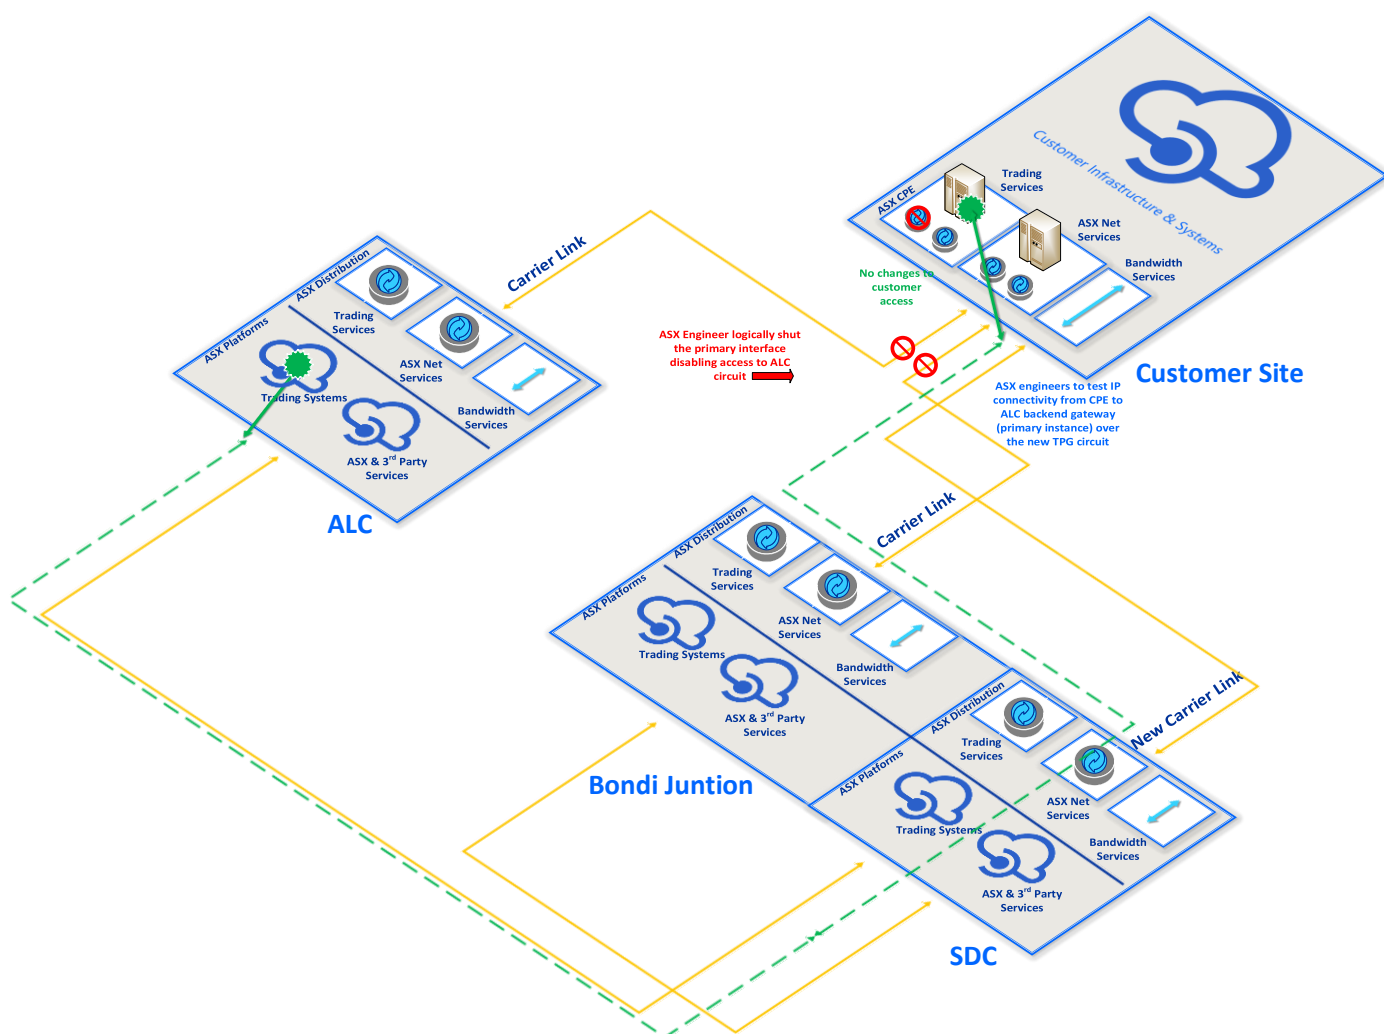 Customer Infrastructure & Systems
ASX CPE
Trading
Services
ASX Net
Services
Bandwidth
Services
No changes to
customer
access
Customer Site
Carrier Link
ASX Engineer logically shut
the primary interface
disabling access to ALC
circuit
ASX engineers to test IP
connectivity from CPE to
ALC backend gateway
(primary instance) over
the new TPG circuit
ASX Distribution
ASX Platforms
Trading
Services
ASX Net
Services
Bandwidth
Services
Trading Systems
ASX & 3rd Party
Services
ALC
Carrier Link
ASX Distribution
ASX Platforms
Trading
Services
ASX Net
Services
Bandwidth
Services
Trading Systems
ASX & 3rd Party
Services
Bondi Juntion
New Carrier Link
ASX Distribution
ASX Platforms
Trading
Services
ASX Net
Services
Bandwidth
Services
Trading Systems
ASX & 3rd Party
Services
SDC